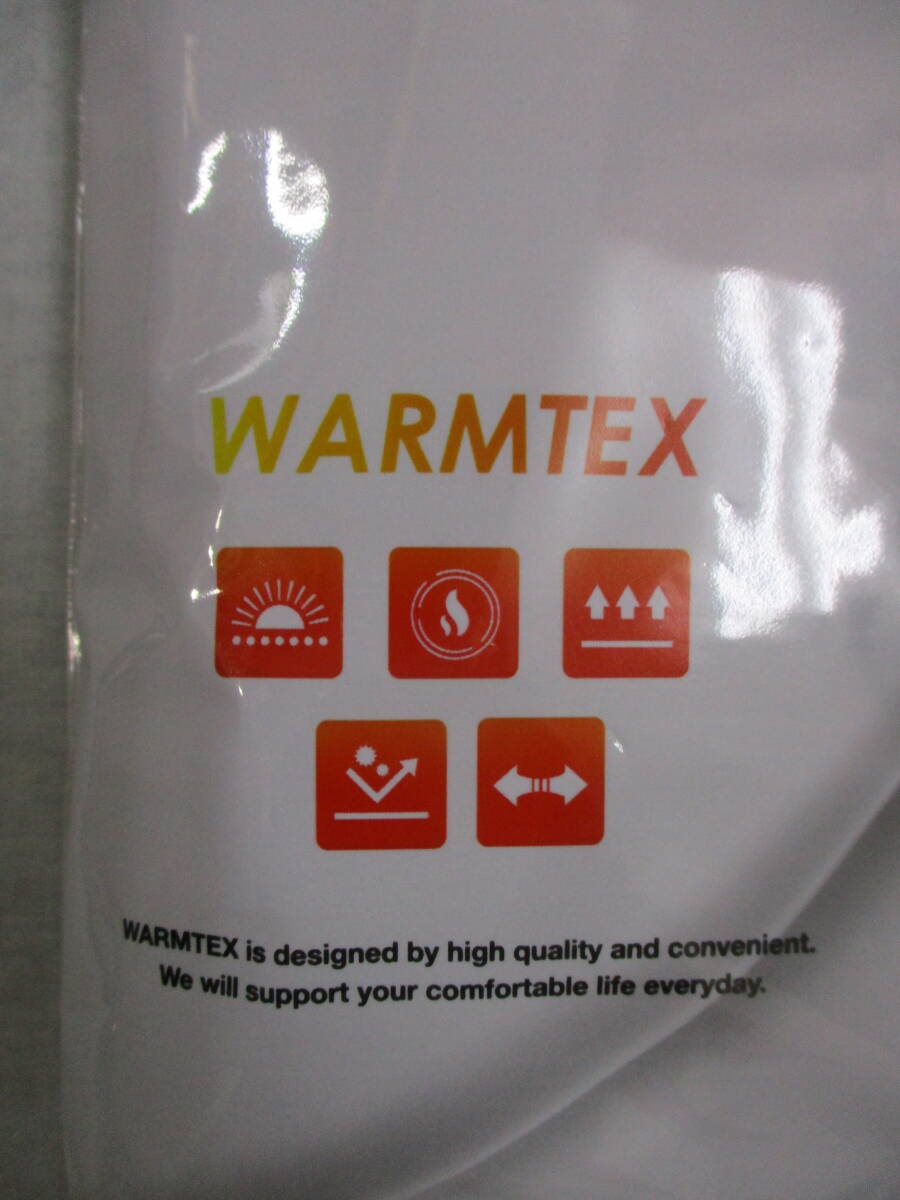 WARMTEX
WARMTEX is designed by high quality and convenient.
We will support your comfortable life everyday.